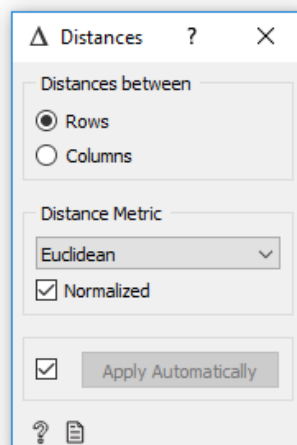 Distances ?
Distances between
Rows
Columns
Distance Metric
Euclidean
Normalized
Apply Automatically
?